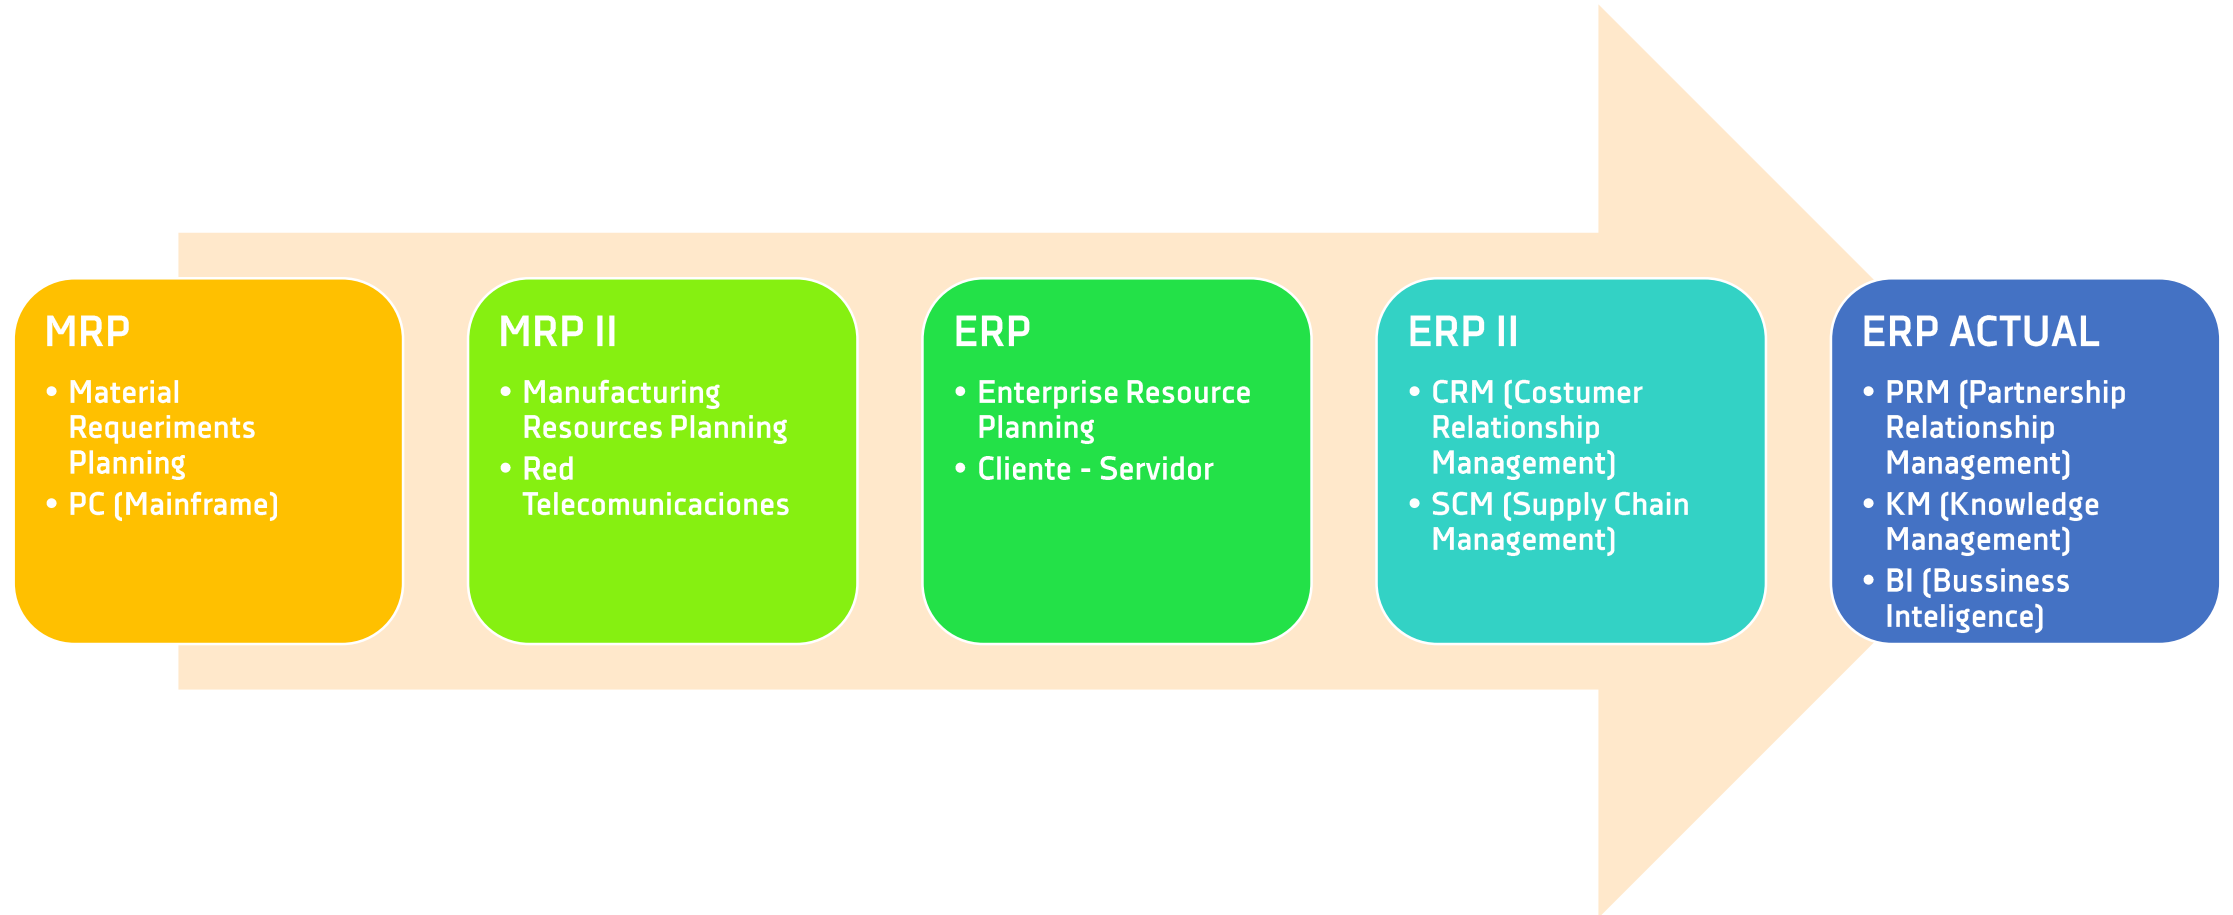 MRP
• Material
Requeriments
Planning
• PC (Mainframe)
MRP II
• Manufacturing
Resources Planning
• Red
Telecomunicaciones
ERP
• Enterprise Resource
Planning
• Cliente - Servidor
ERP II
• CRM (Costumer
Relationship
Management)
• SCM (Supply Chain
Management)
ERP ACTUAL
• PRM (Partnership
Relationship
Management)
• KM (Knowledge
Management)
• BI (Bussiness
Inteligence)